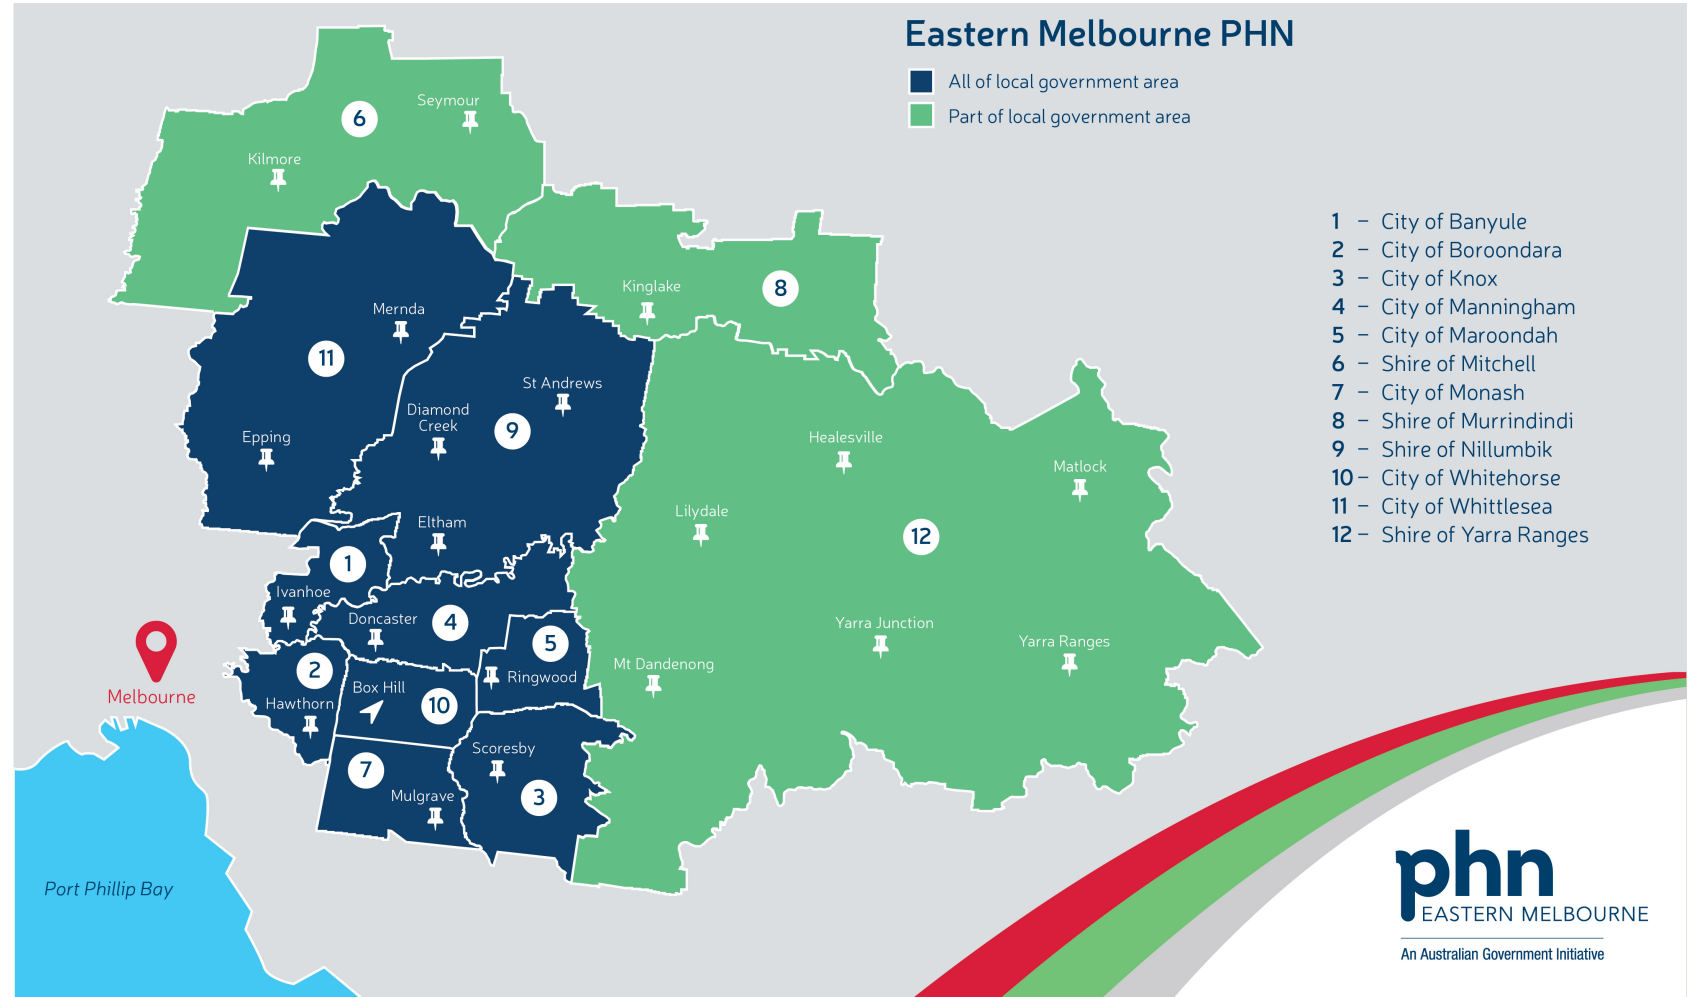 Eastern Melbourne PHN
All of local government area
Part of local government area
1 – City of Banyule
2 – City of Boroondara
3 – City of Knox
4 – City of Manningham
5 – City of Maroondah
6 – Shire of Mitchell
7 – City of Monash
8 – Shire of Murrindindi
9 – Shire of Nillumbik
10 – City of Whitehorse
11 – City of Whittlesea
12 – Shire of Yarra Ranges
Seymour
6
Kilmore
Kinglake
8
Mernda
11
St Andrews
Diamond
Creek
9
Epping
Healesville
Matlock
Lilydale
12
Eltham
1
Ivanhoe
Doncaster
4
5
Yarra Junction
Yarra Ranges
Mt Dandenong
2
Ringwood
Box Hill
10
Hawthorn
Melbourne
Scoresby
7
Mulgrave
3
Port Phillip Bay
phn
EASTERN MELBOURNE
An Australian Government Initiative